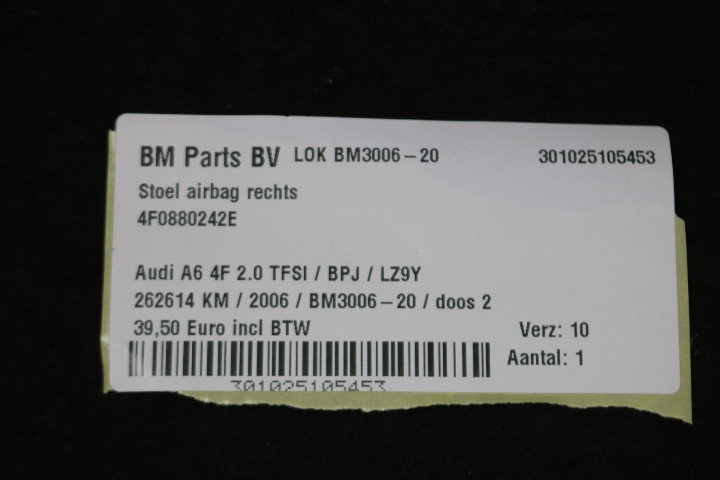 BM Parts BV LOK BM3006-20 301025105453
Stoel airbag rechts
4F0880242E
Audi A6 4F 2.0 TFSI / BPJ / LZ9Y
262614 KM / 2006 / BM3006-20 / doos 2
39,50 Euro incl BTW Verz: 10
Aantal: 1
301025105453